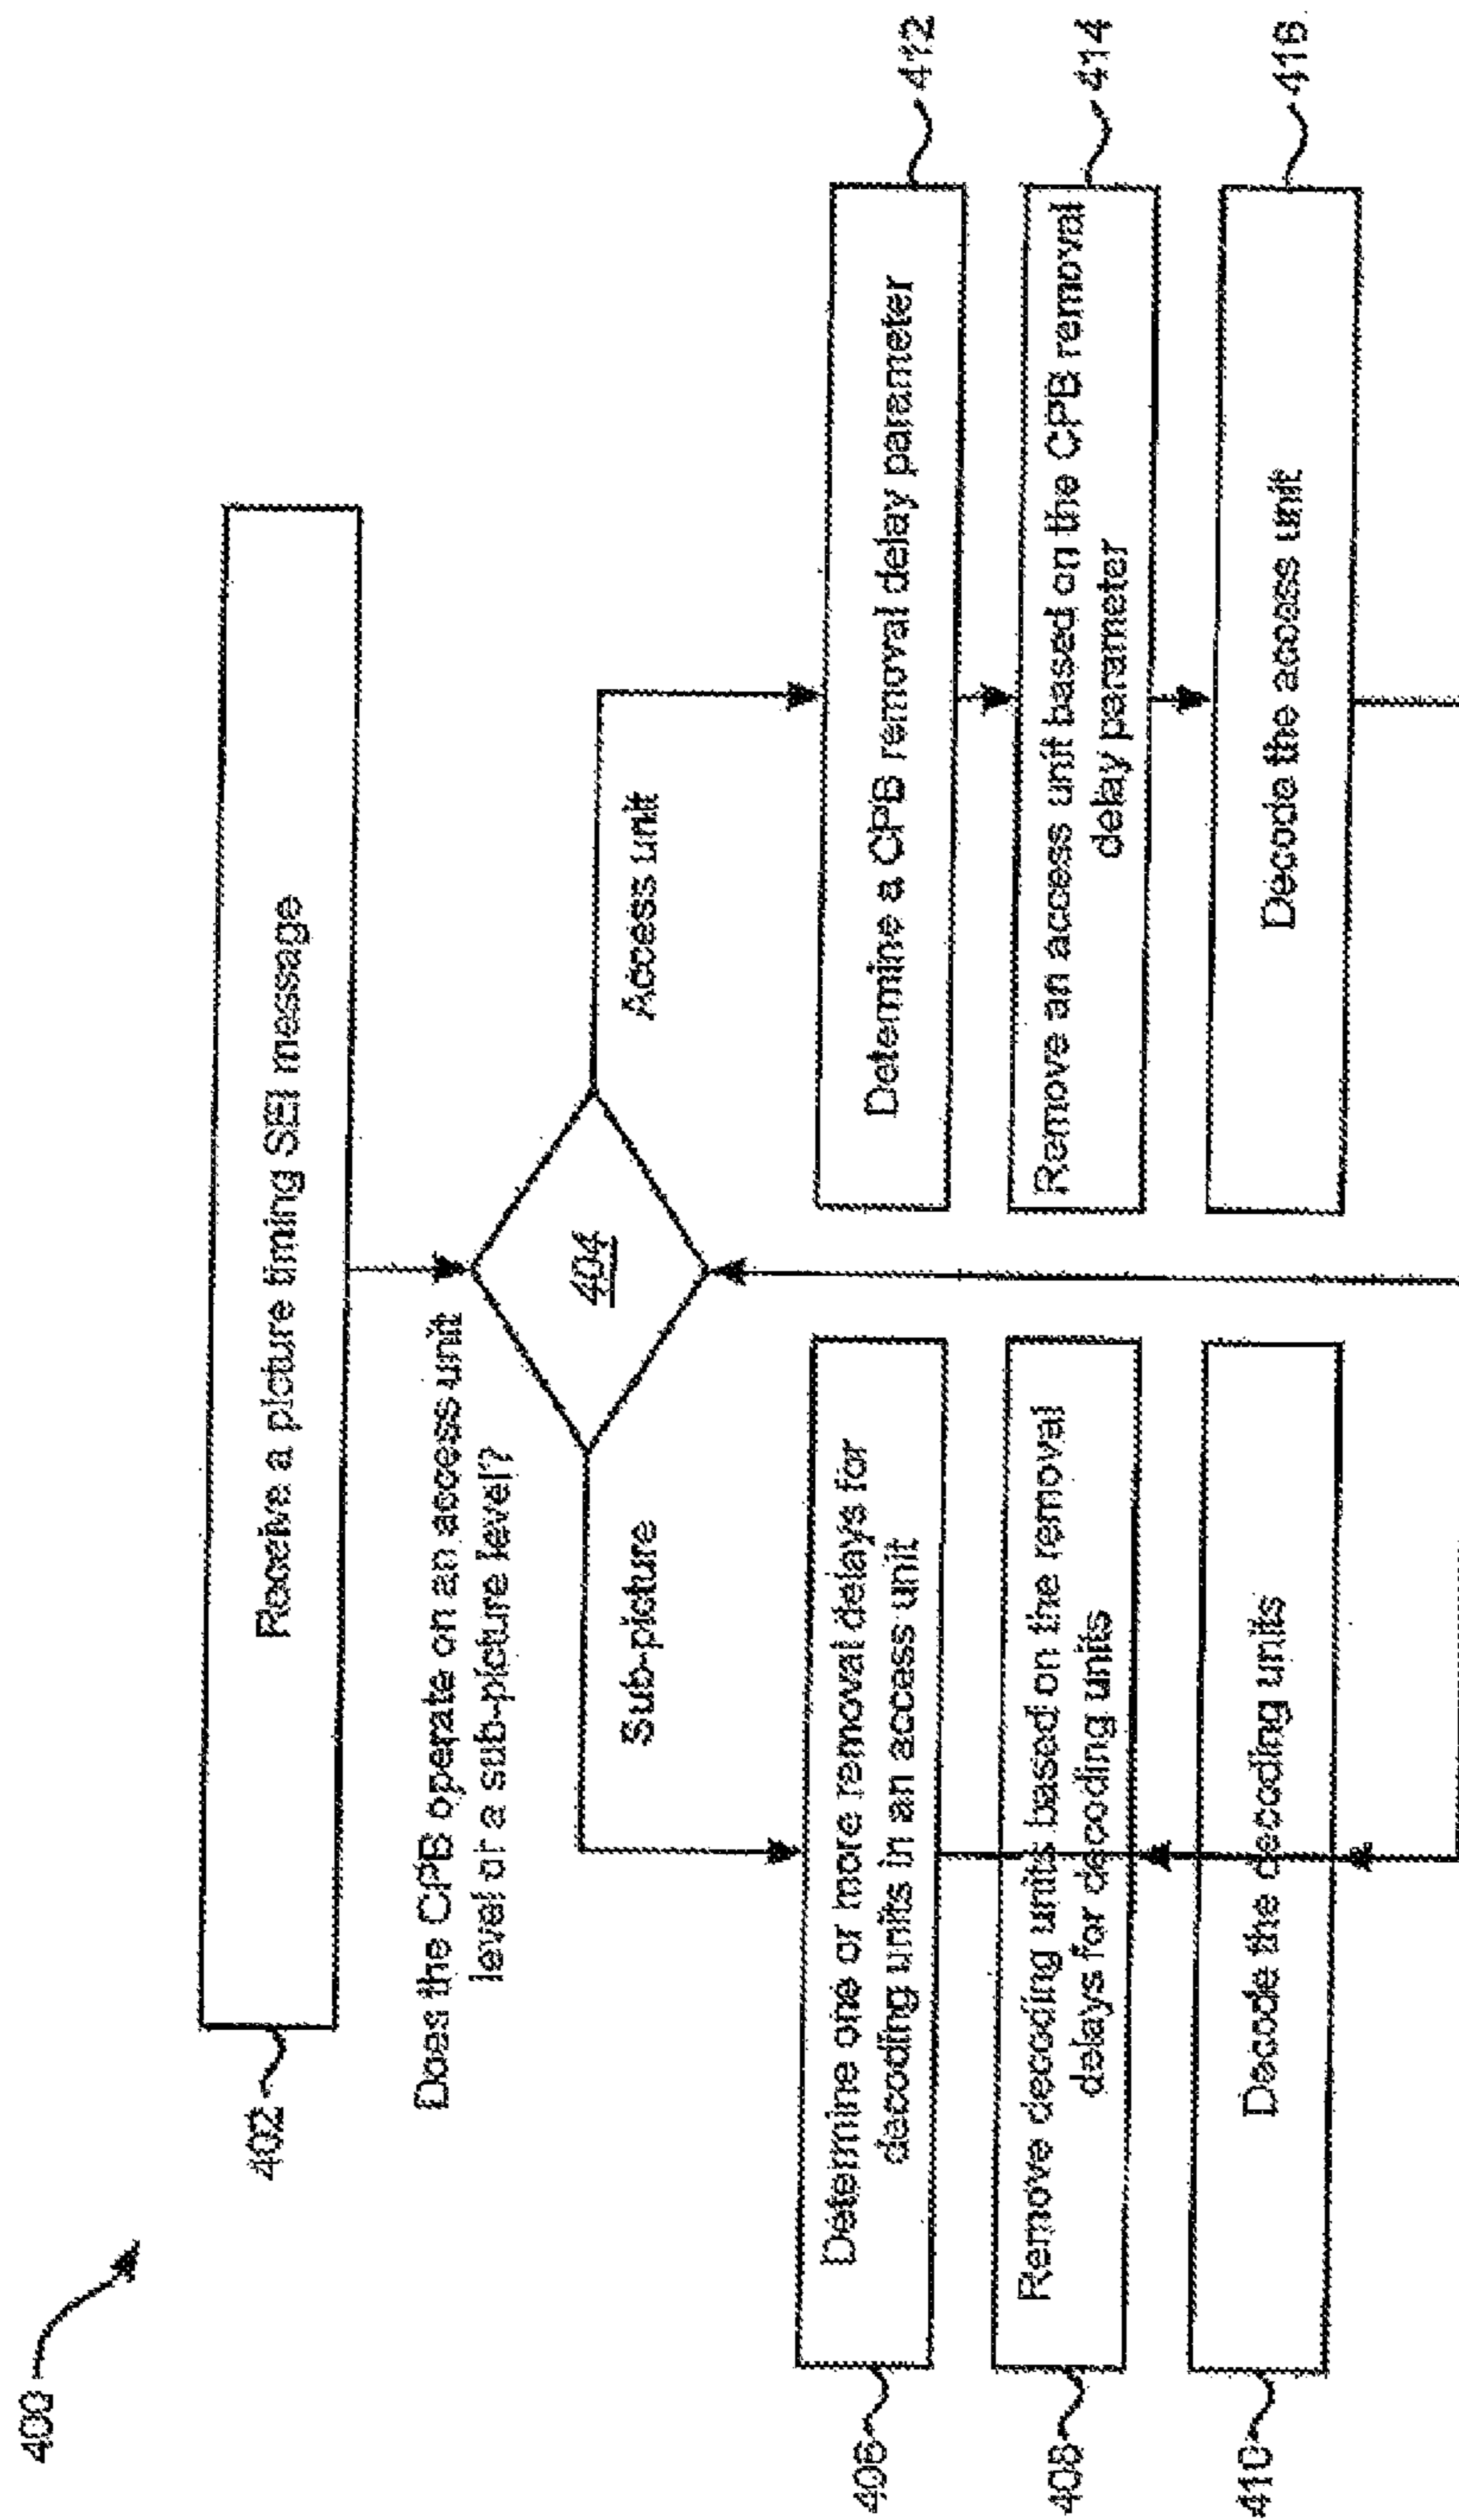 400
402
Receive a picture timing SEI message
Does the CPB operate on an access unit
level or a sub-picture level?
404
Sub-picture
Access unit
406
Determine one or more removal delays for
decoding units in an access unit
408
Remove decoding units based on the removal
delays for decoding units
410
Decode the decoding units
Determine a CPB removal delay parameter
412
Remove an access unit based on the CPB removal
delay parameter
414
Decode the access unit
416